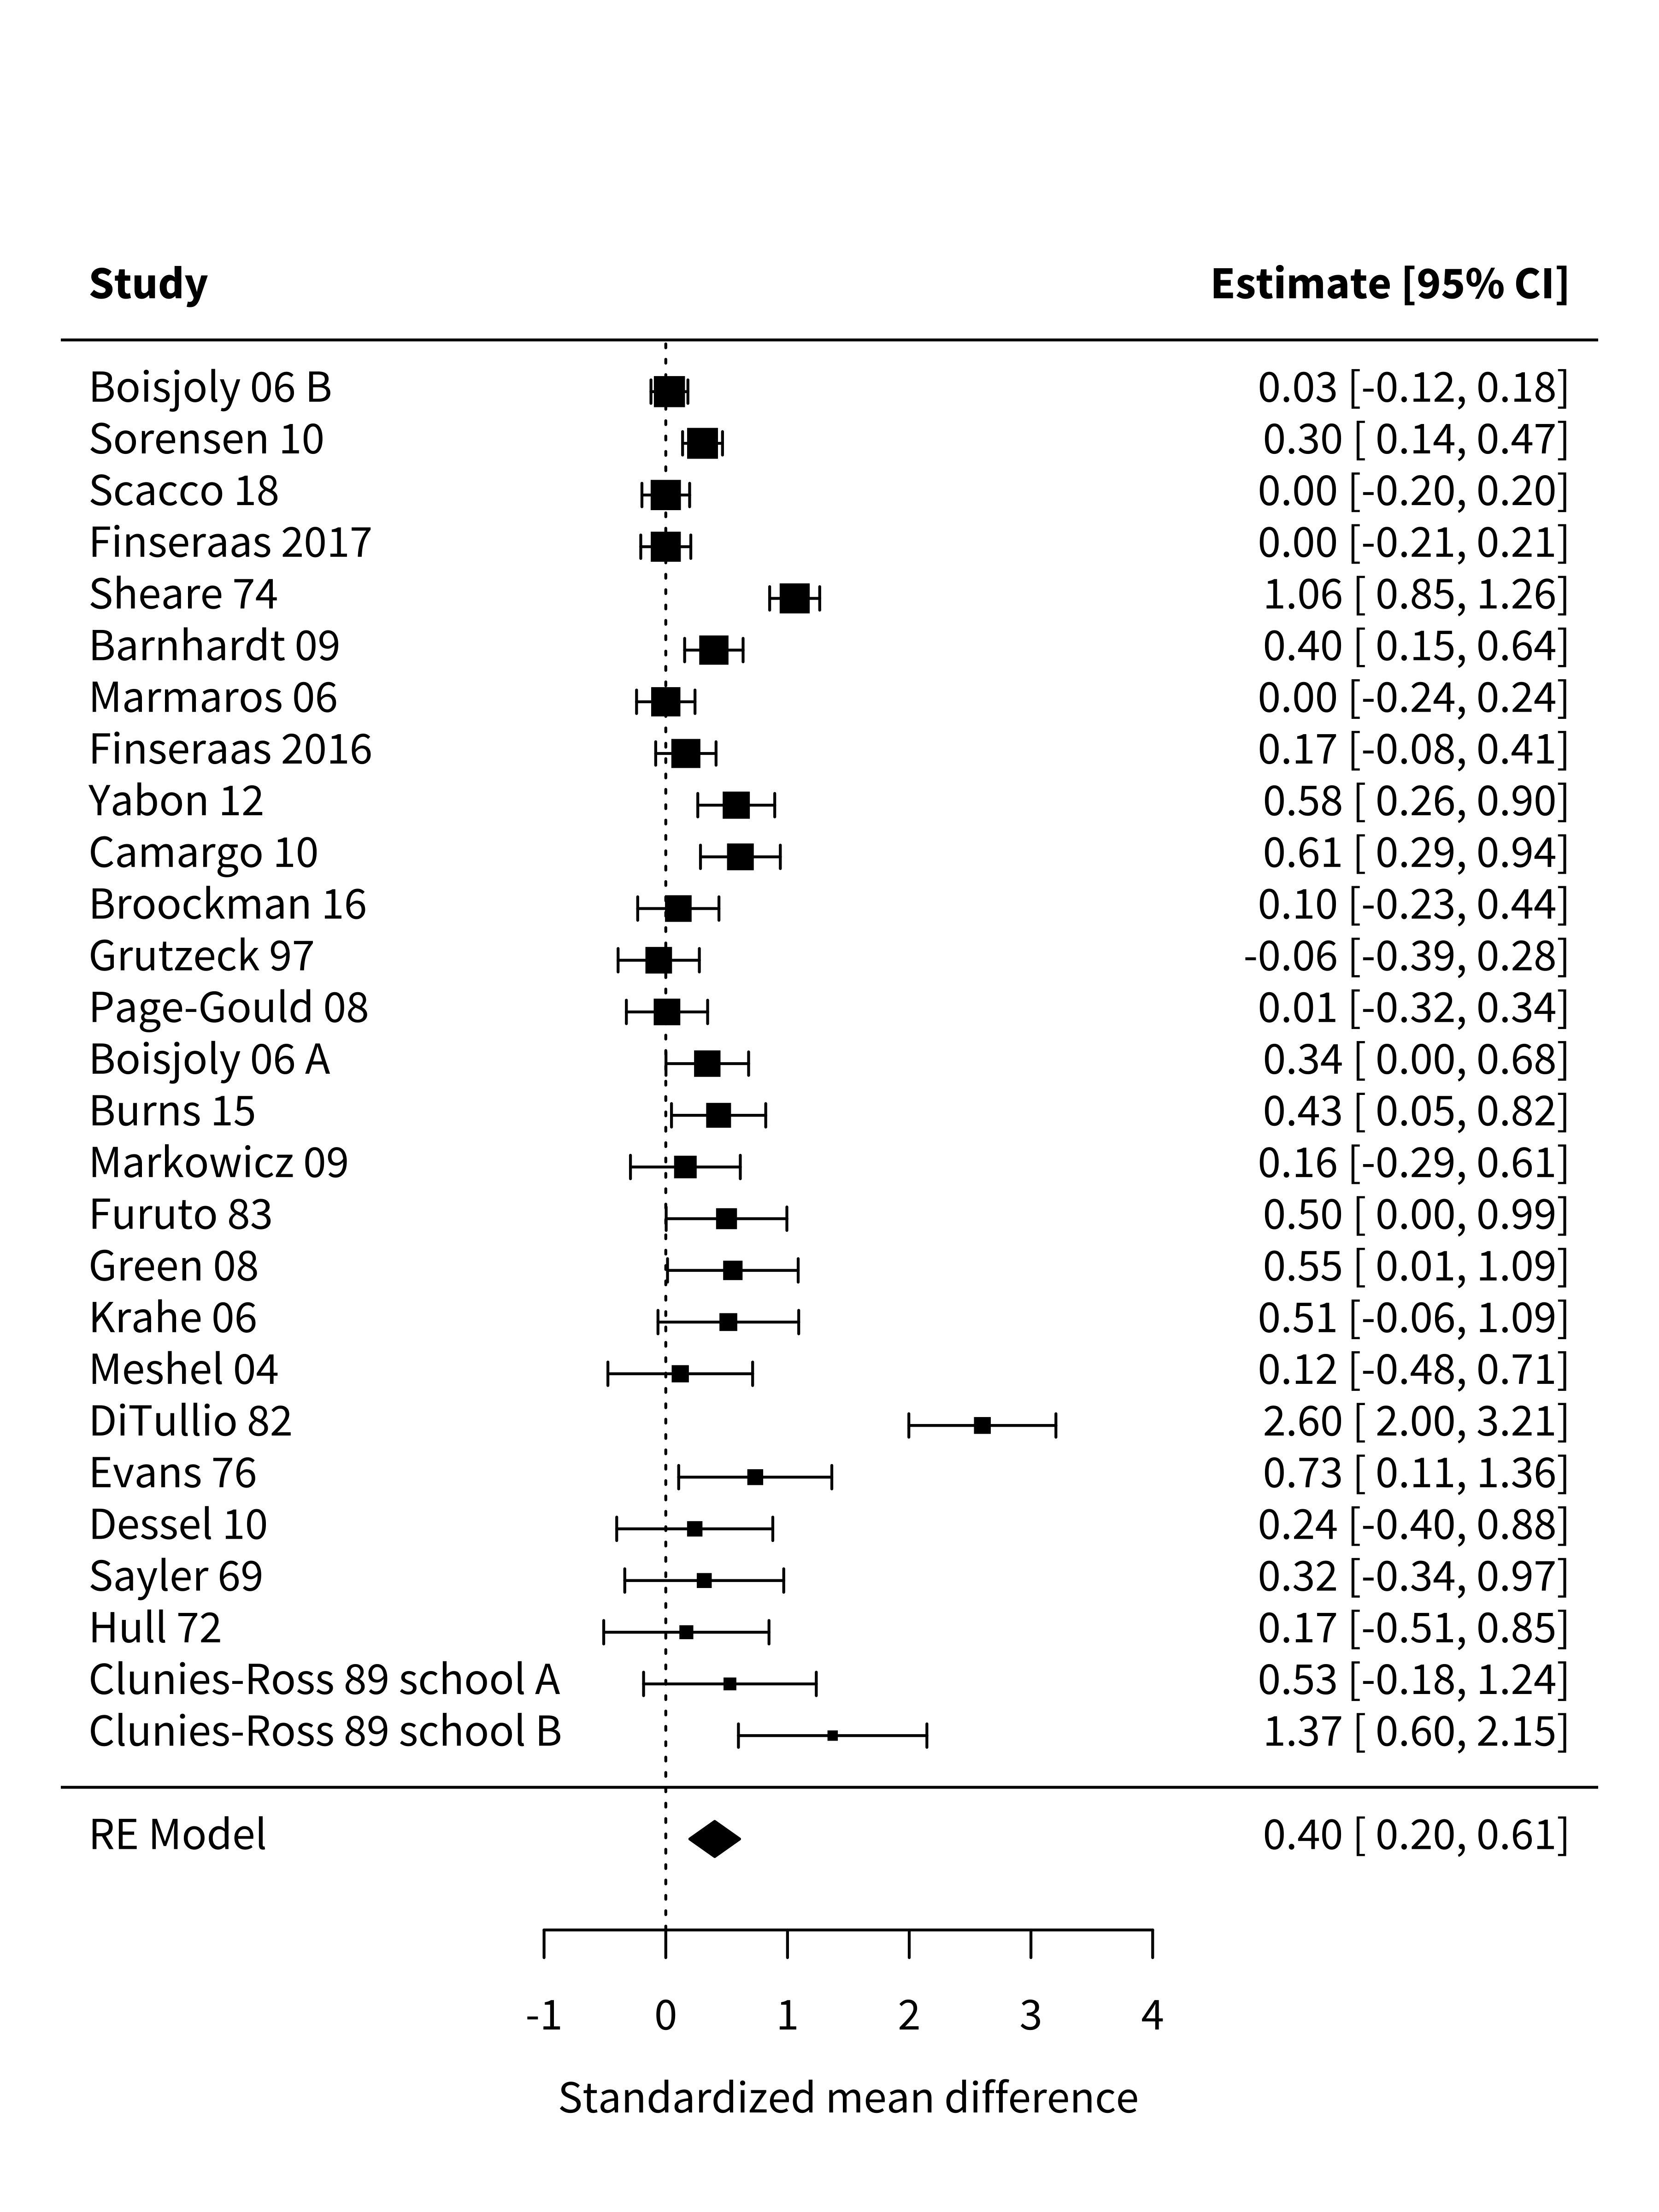 Study Estimate [95% CI]
Boisjoly 06 B 0.03 [-0.12, 0.18]
Sorensen 10 0.30 [ 0.14, 0.47]
Scacco 18 0.00 [-0.20, 0.20]
Finseraas 2017 0.00 [-0.21, 0.21]
Sheare 74 1.06 [ 0.85, 1.26]
Barnhardt 09 0.40 [ 0.15, 0.64]
Marmaros 06 0.00 [-0.24, 0.24]
Finseraas 2016 0.17 [-0.08, 0.41]
Yabon 12 0.58 [ 0.26, 0.90]
Camargo 10 0.61 [ 0.29, 0.94]
Broockman 16 0.10 [-0.23, 0.44]
Grutzeck 97 -0.06 [-0.39, 0.28]
Page-Gould 08 0.01 [-0.32, 0.34]
Boisjoly 06 A 0.34 [ 0.00, 0.68]
Burns 15 0.43 [ 0.05, 0.82]
Markowicz 09 0.16 [-0.29, 0.61]
Furuto 83 0.50 [ 0.00, 0.99]
Green 08 0.55 [ 0.01, 1.09]
Krahe 06 0.51 [-0.06, 1.09]
Meshel 04 0.12 [-0.48, 0.71]
DiTullio 82 2.60 [ 2.00, 3.21]
Evans 76 0.73 [ 0.11, 1.36]
Dessel 10 0.24 [-0.40, 0.88]
Sayler 69 0.32 [-0.34, 0.97]
Hull 72 0.17 [-0.51, 0.85]
Clunies-Ross 89 school A 0.53 [-0.18, 1.24]
Clunies-Ross 89 school B 1.37 [ 0.60, 2.15]
RE Model 0.40 [ 0.20, 0.61]
-1 0 1 2 3 4
Standardized mean difference